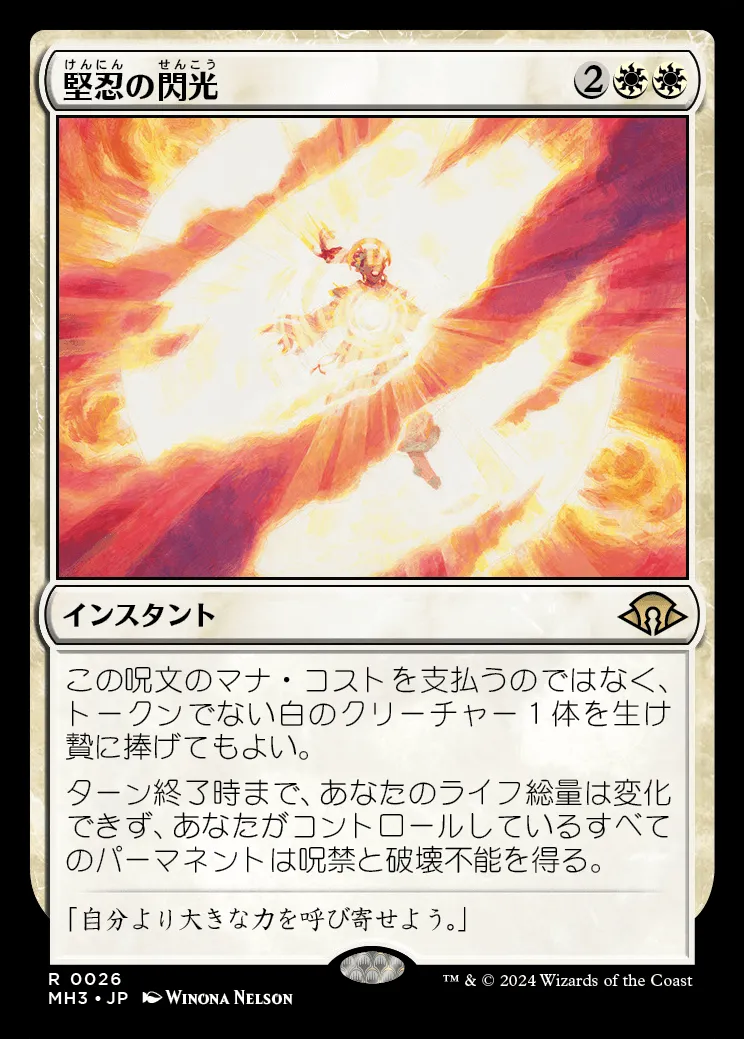 けんにん せんこう
堅忍の閃光 2
インスタント
この呪文のマナ・コストを支払うのではなく、
トークンでない白のクリーチャー1体を生け
贄に捧げてもよい。
ターン終了時まで、あなたのライフ総量は変化
できず、あなたがコントロールしているすべて
のパーマネントは呪禁と破壊不能を得る。
「自分より大きな力を呼び寄せよう。」
R 0026
MH3 • JP Winona Nelson
™ & © 2024 Wizards of the Coast